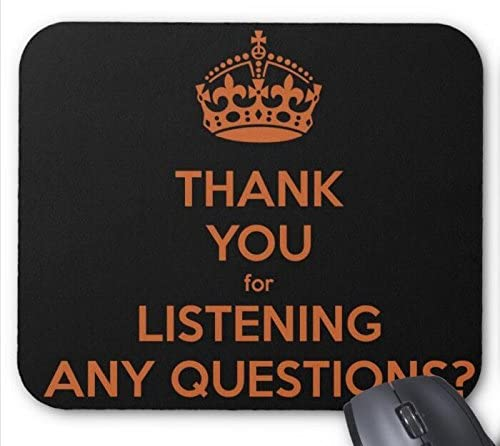 THANK
YOU
for
LISTENING
ANY QUESTIONS?